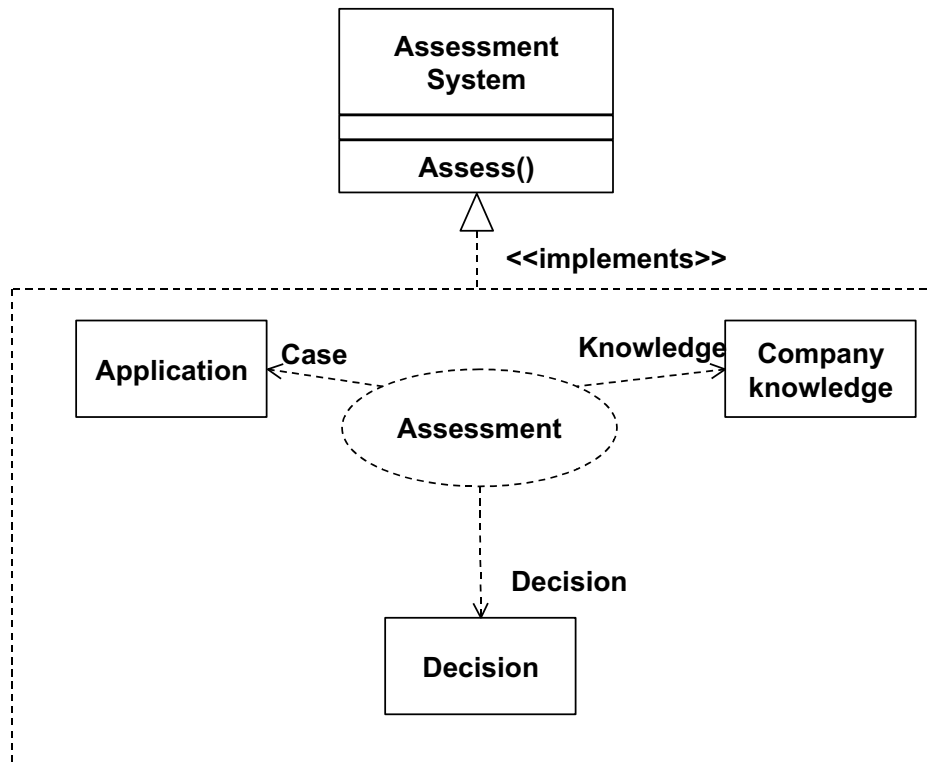 Assessment
System
Assess()
<<implements>>
Application
Case
Knowledge
Company
knowledge
Assessment
Decision
Decision